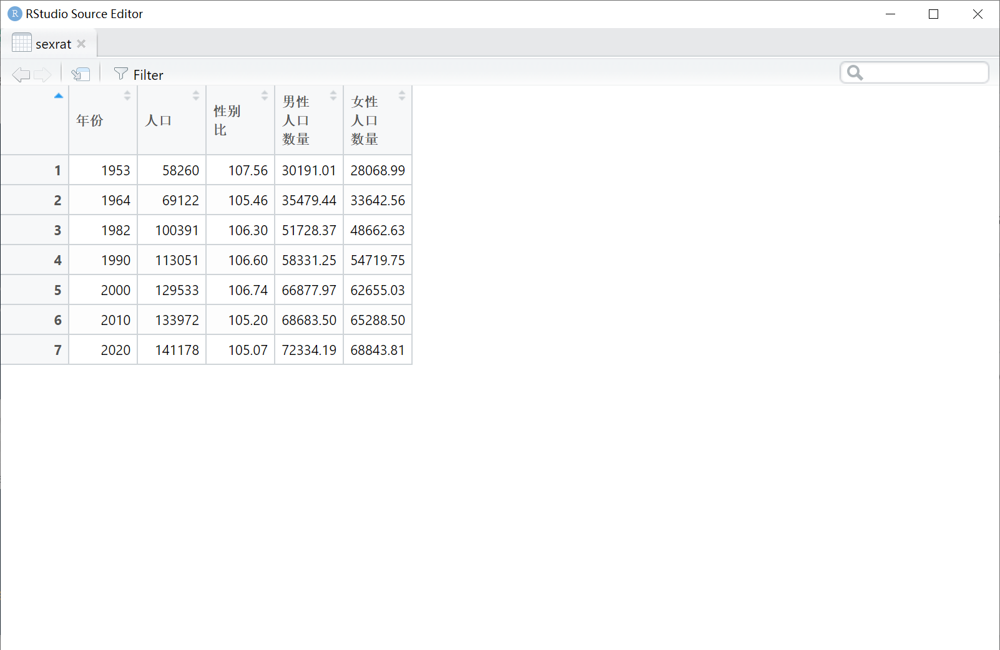 R RStudio Source Editor
sexrat
Filter
年份 人口 性别比 男性人口数量 女性人口数量
1 1953 58260 107.56 30191.01 28068.99
2 1964 69122 105.46 35479.44 33642.56
3 1982 100391 106.30 51728.37 48662.63
4 1990 113051 106.60 58331.25 54719.75
5 2000 129533 106.74 66877.97 62655.03
6 2010 133972 105.20 68683.50 65288.50
7 2020 141178 105.07 72334.19 68843.81